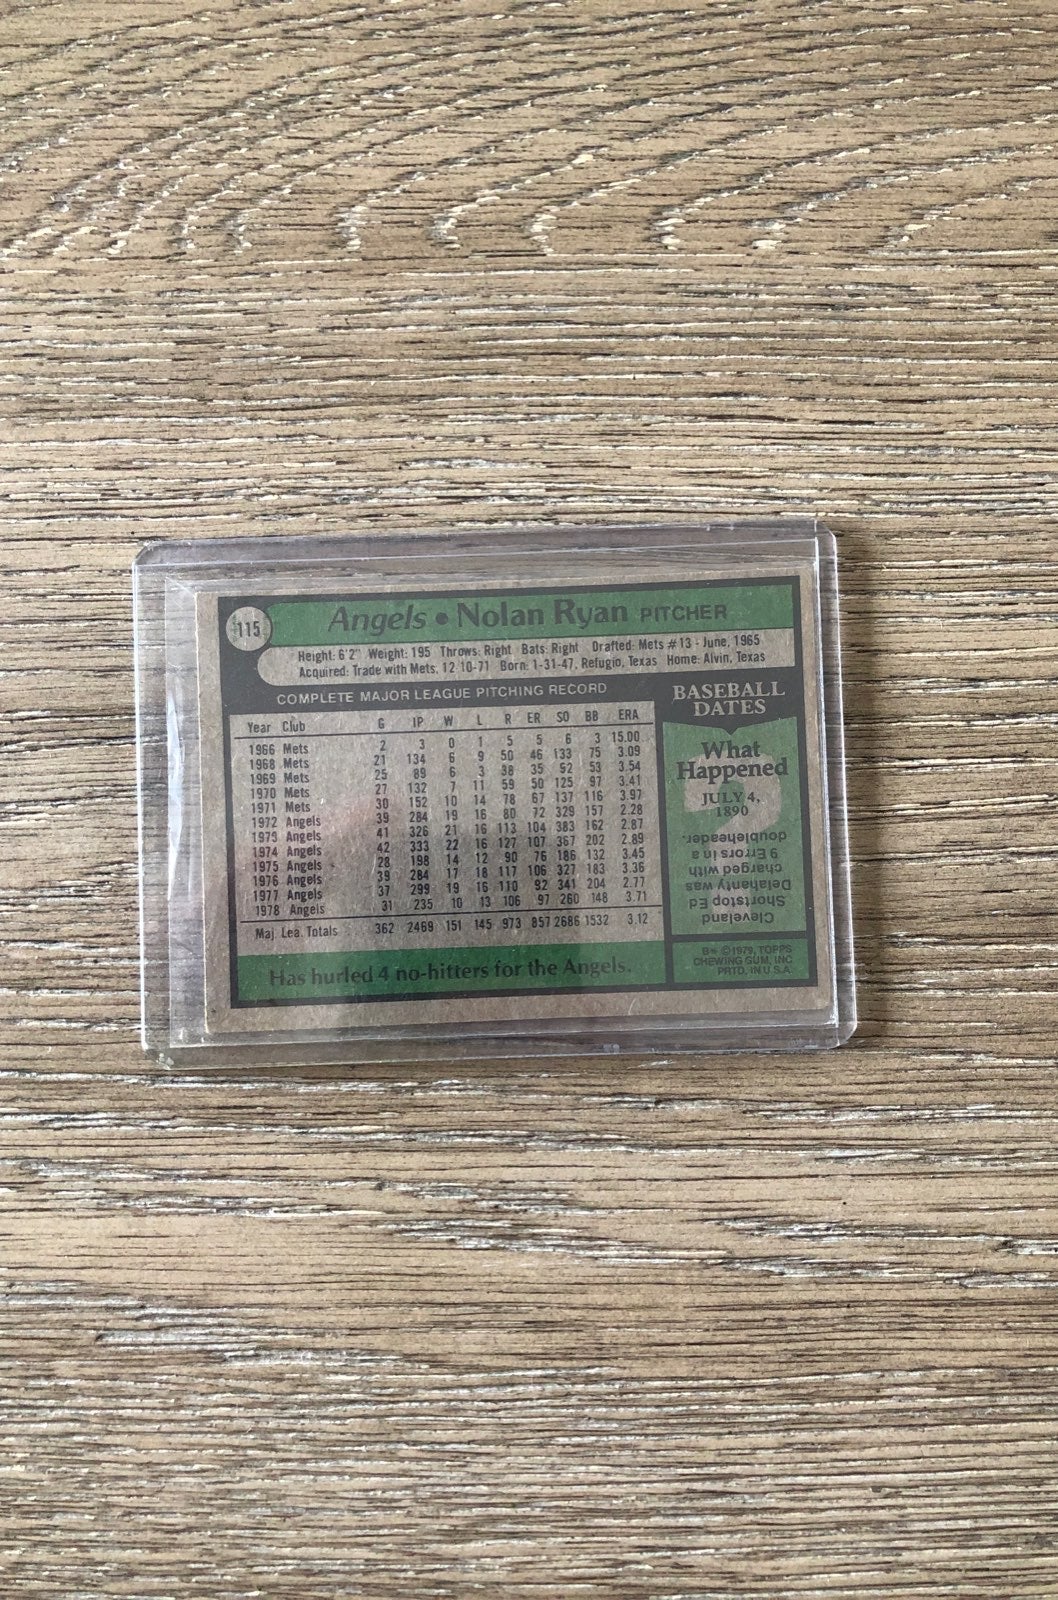 115
Angels • Nolan Ryan PITCHER
Height: 6'2" Weight: 195 Throws: Right Bats: Right Drafted: Mets #13 - June, 1965
Acquired: Trade with Mets, 12-10-71 Born: 1-31-47, Refugio, Texas Home: Alvin, Texas
COMPLETE MAJOR LEAGUE PITCHING RECORD
Year Club G IP W L R ER SO BB ERA
1966 Mets 2 3 0 1 5 5 6 3 15.00
1968 Mets 21 134 6 9 50 46 133 75 3.09
1969 Mets 25 89 6 3 38 35 92 53 3.54
1970 Mets 27 132 7 11 59 50 125 97 3.41
1971 Mets 30 152 10 14 78 67 137 116 3.97
1972 Angels 39 284 19 16 80 72 329 157 2.28
1973 Angels 41 326 21 16 113 104 383 162 2.87
1974 Angels 42 333 22 16 127 107 367 202 2.89
1975 Angels 28 198 14 12 90 76 186 132 3.45
1976 Angels 39 284 17 18 117 106 327 183 3.36
1977 Angels 37 299 19 16 110 92 341 204 2.77
1978 Angels 31 235 10 13 106 97 260 148 3.71
Maj. Lea. Totals 362 2469 151 145 973 857 2686 1532 3.12
Has hurled 4 no-hitters for the Angels.
BASEBALL
DATES
What
Happened
JULY 4,
1890
Cleveland
Shortstop Ed
Delahanty was
charged with
9 Errors in a
doubleheader.
B* ©1979, TOPPS
CHEWING GUM, INC
PRTD. IN U.S.A.